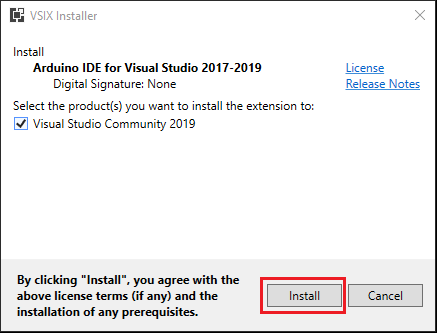 VSIX Installer
Install
Arduino IDE for Visual Studio 2017-2019
License
Digital Signature: None
Release Notes
Select the product(s) you want to install the extension to:
Visual Studio Community 2019
By clicking "Install", you agree with the
above license terms (if any) and the
installation of any prerequisites.
Install
Cancel